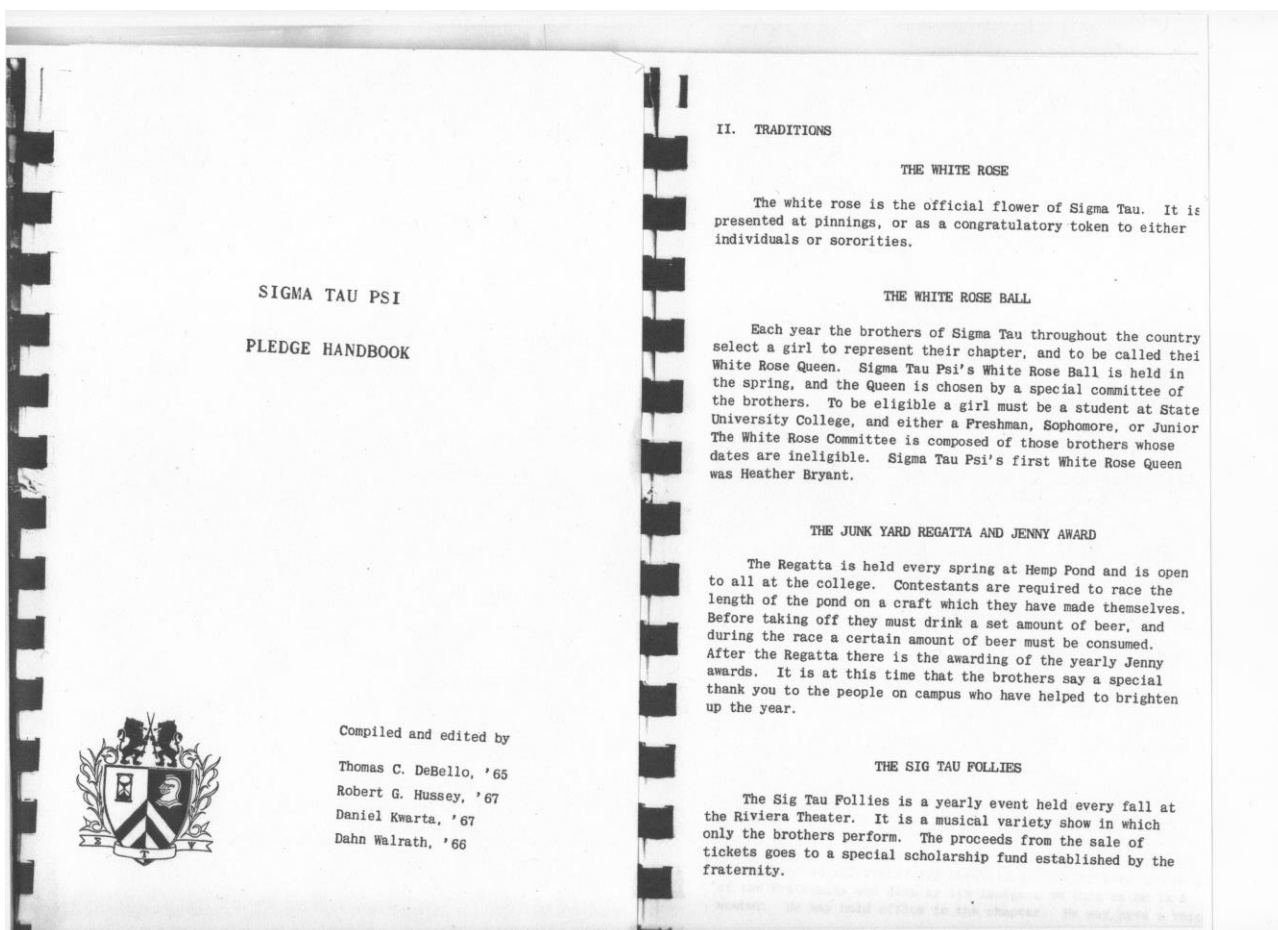 SIGMA TAU PSI
PLEDGE HANDBOOK
Compiled and edited by
Thomas C. DeBello, '65
Robert G. Hussey, '67
Daniel Kwarta, '67
Dahn Walrath, '66
Σ T Ψ
II. TRADITIONS
THE WHITE ROSE
The white rose is the official flower of Sigma Tau. It is
presented at pinnings, or as a congratulatory token to either
individuals or sororities.
THE WHITE ROSE BALL
Each year the brothers of Sigma Tau throughout the country
select a girl to represent their chapter, and to be called thei
White Rose Queen. Sigma Tau Psi's White Rose Ball is held in
the spring, and the Queen is chosen by a special committee of
the brothers. To be eligible a girl must be a student at State
University College, and either a Freshman, Sophomore, or Junior
The White Rose Committee is composed of those brothers whose
dates are ineligible. Sigma Tau Psi's first White Rose Queen
was Heather Bryant.
THE JUNK YARD REGATTA AND JENNY AWARD
The Regatta is held every spring at Hemp Pond and is open
to all at the college. Contestants are required to race the
length of the pond on a craft which they have made themselves.
Before taking off they must drink a set amount of beer, and
during the race a certain amount of beer must be consumed.
After the Regatta there is the awarding of the yearly Jenny
awards. It is at this time that the brothers say a special
thank you to the people on campus who have helped to brighten
up the year.
THE SIG TAU FOLLIES
The Sig Tau Follies is a yearly event held every fall at
the Riviera Theater. It is a musical variety show in which
only the brothers perform. The proceeds from the sale of
tickets goes to a special scholarship fund established by the
fraternity.